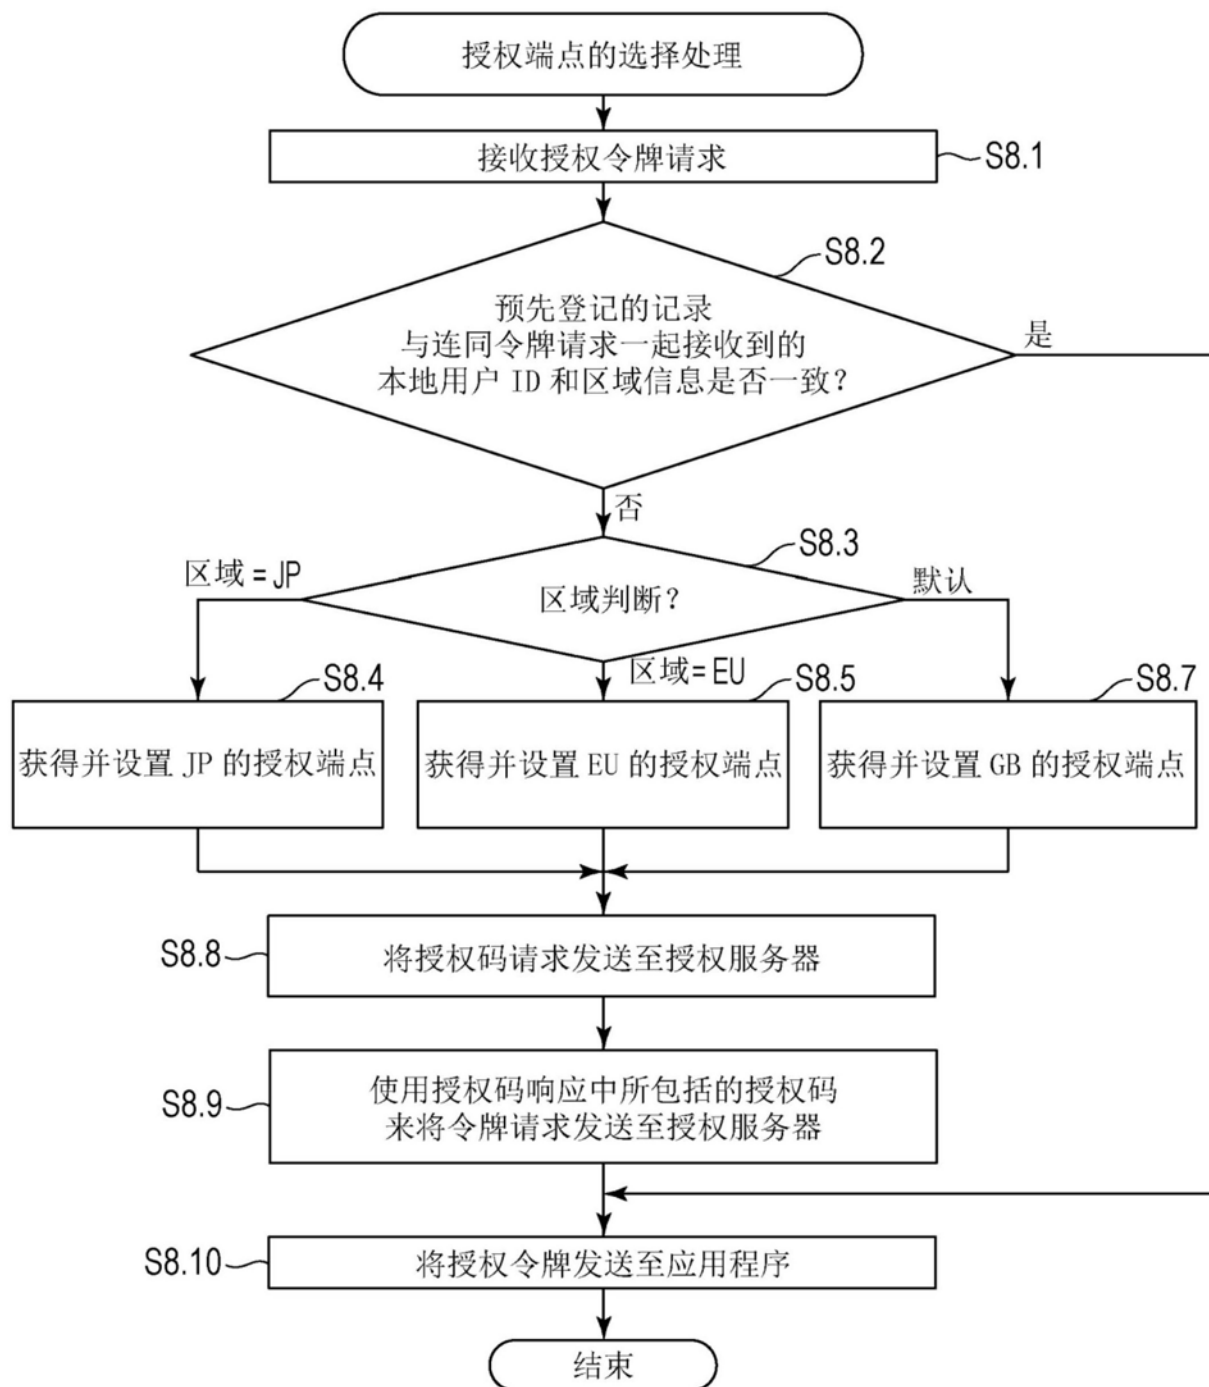 授权端点的选择处理
接收授权令牌请求
S8.1
S8.2
预先登记的记录
与连同令牌请求一起接收到的
本地用户 ID 和区域信息是否一致?
是
否
S8.3
区域=JP
区域判断?
默认
区域=EU
S8.4
S8.5
S8.7
获得并设置 JP 的授权端点
获得并设置 EU 的授权端点
获得并设置 GB 的授权端点
S8.8
将授权码请求发送至授权服务器
S8.9
使用授权码响应中所包括的授权码
来将令牌请求发送至授权服务器
S8.10
将授权令牌发送至应用程序
结束